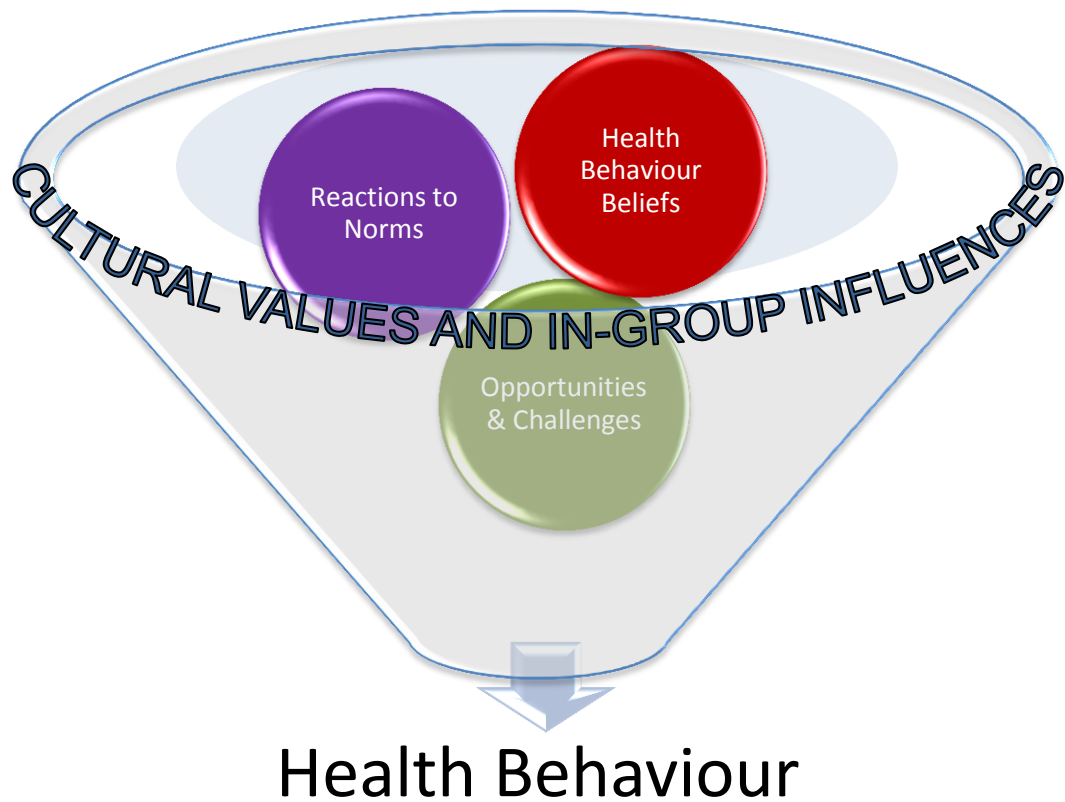 Health
Behaviour
Beliefs
Reactions to
Norms
CULTURAL VALUES AND IN-GROUP INFLUENCES
Opportunities
& Challenges
Health Behaviour